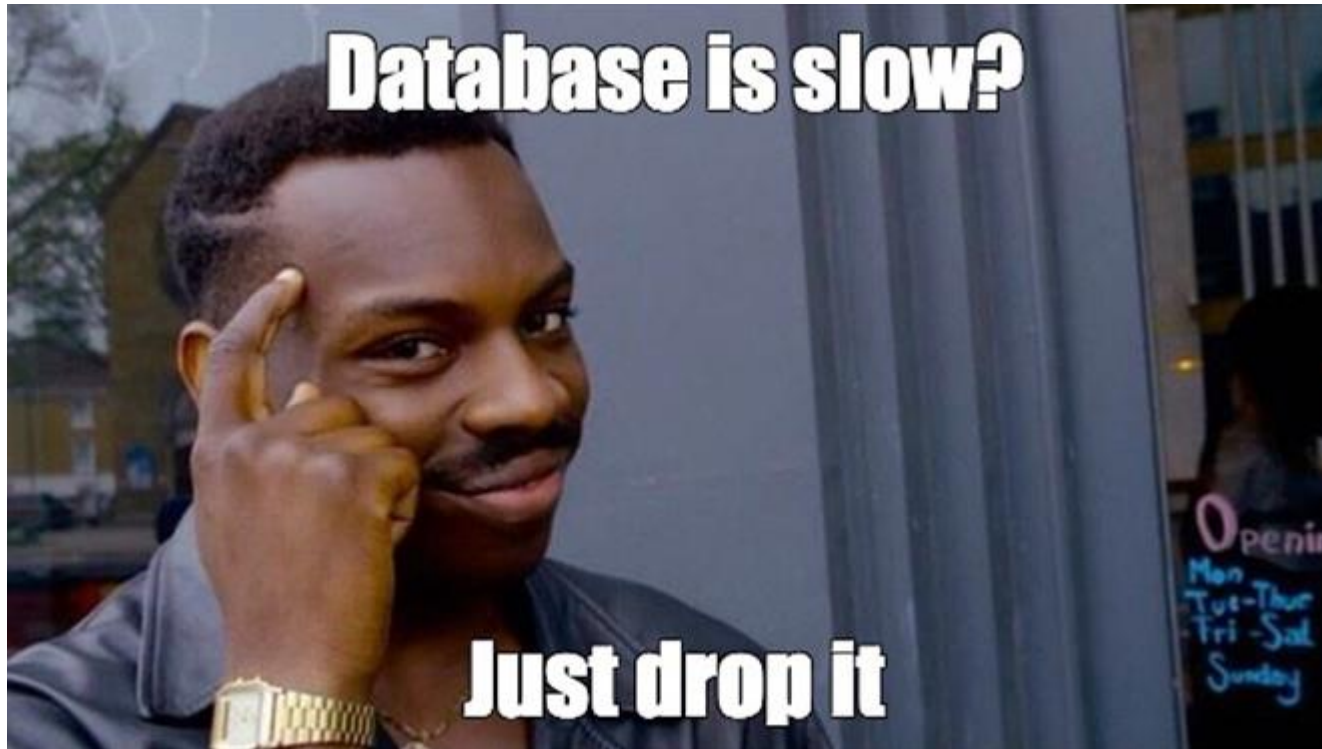 Database is slow?
Just drop it
Openi
Mon
Tue-Thur
Fri-Sat
Sunday